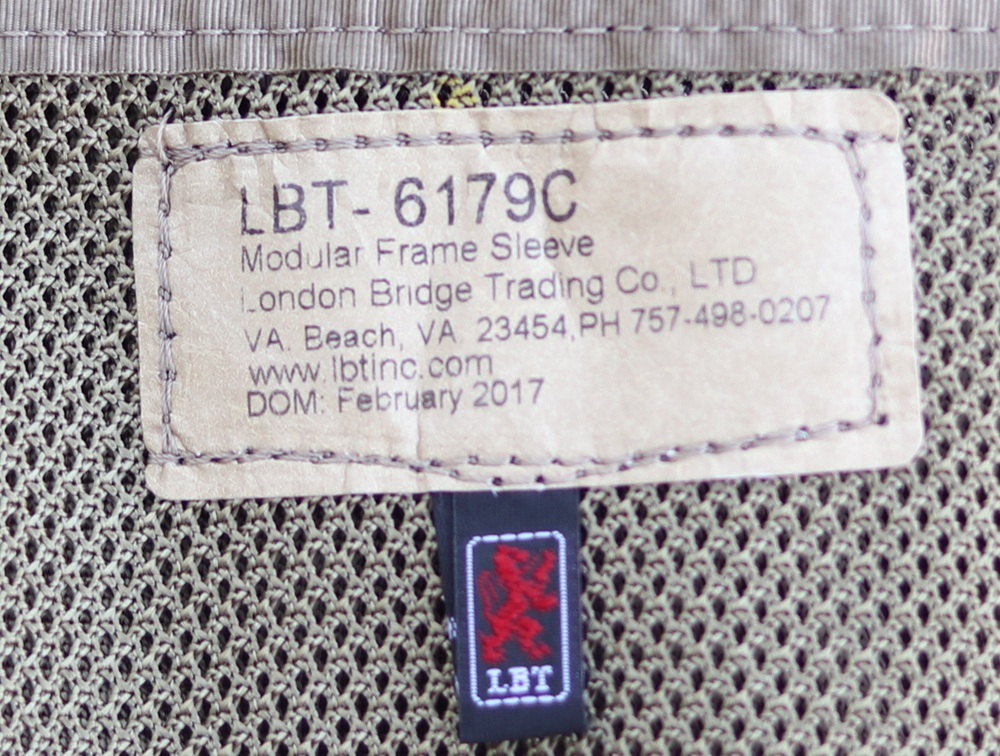 LBT- 6179C
Modular Frame Sleeve
London Bridge Trading Co., LTD
VA. Beach, VA. 23454,PH 757-498-0207
www.lbtinc.com
DOM: February 2017
LBT